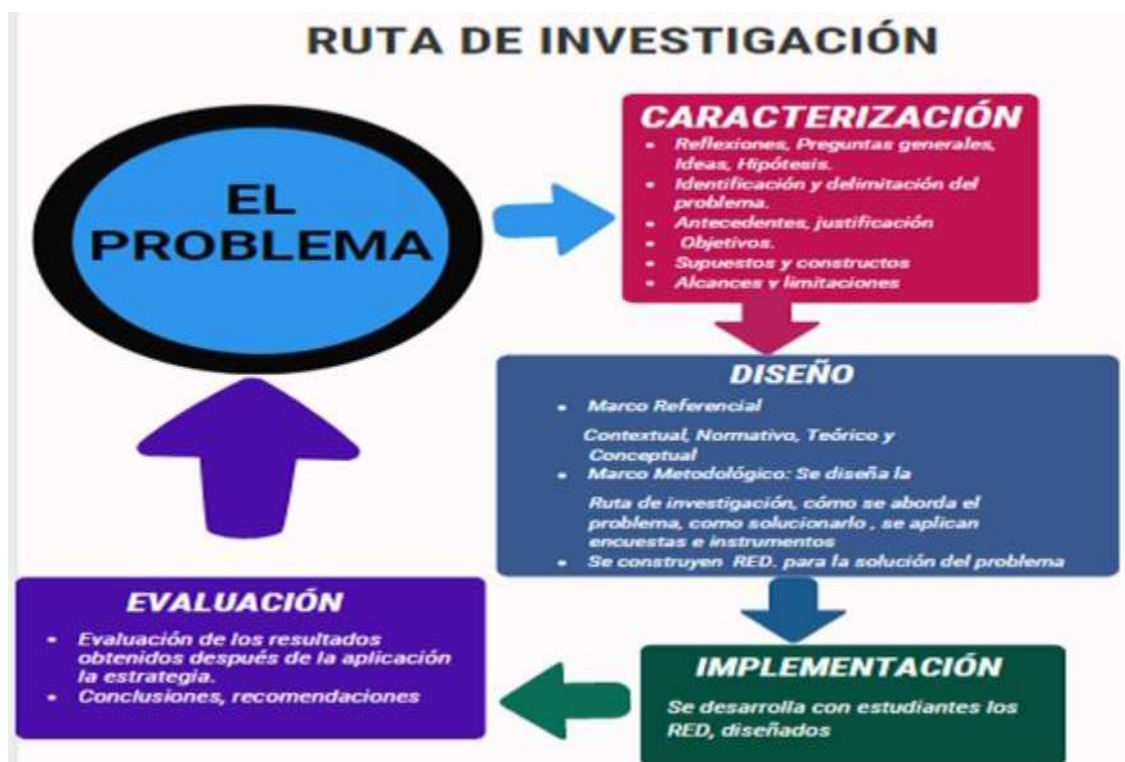 RUTA DE INVESTIGACIÓN
EL
PROBLEMA
CARACTERIZACIÓN
• Reflexiones, Preguntas generales,
Ideas, Hipótesis.
• Identificación y delimitación del
problema.
• Antecedentes, justificación
• Objetivos.
• Supuestos y constructos
• Alcances y limitaciones
DISEÑO
• Marco Referencial
Contextual, Normativo, Teórico y
Conceptual
• Marco Metodológico: Se diseña la
Ruta de investigación, cómo se aborda el
problema, como solucionarlo , se aplican
encuestas e instrumentos
• Se construyen RED. para la solución del problema
IMPLEMENTACIÓN
Se desarrolla con estudiantes los
RED, diseñados
EVALUACIÓN
• Evaluación de los resultados
obtenidos después de la aplicación
la estrategia.
• Conclusiones, recomendaciones